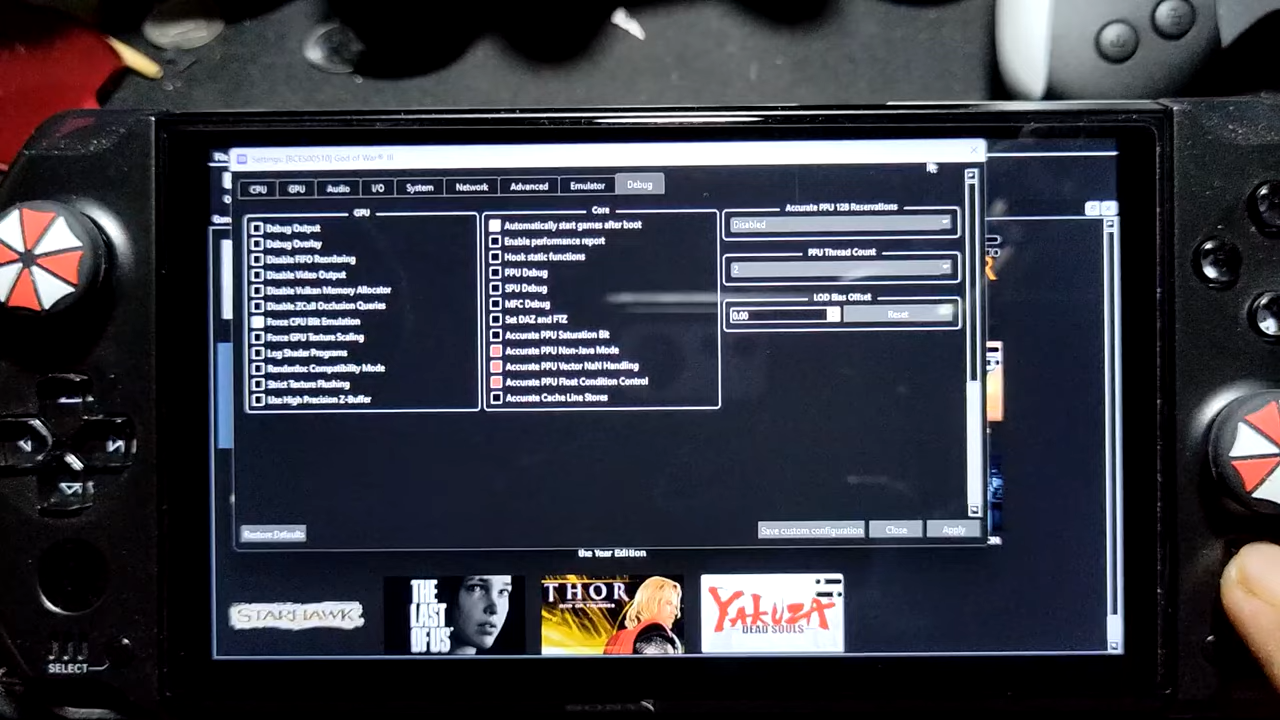 Settings: [BCES00510] God of War® III
CPU
GPU
Audio
I/O
System
Network
Advanced
Emulator
Debug
GPU
Debug Output
Debug Overlay
Disable FIFO Reordering
Disable Video Output
Disable Vulkan Memory Allocator
Disable ZCull Occlusion Queries
Force CPU Blit Emulation
Force GPU Texture Scaling
Log Shader Programs
Renderdoc Compatibility Mode
Strict Texture Flushing
Use High Precision Z-Buffer
Core
Automatically start games after boot
Enable performance report
Hook static functions
PPU Debug
SPU Debug
MFC Debug
Set DAZ and FTZ
Accurate PPU Saturation Bit
Accurate PPU Non-Java Mode
Accurate PPU Vector NaN Handling
Accurate PPU Float Condition Control
Accurate Cache Line Stores
Accurate PPU 128 Reservations
Disabled
PPU Thread Count
2
LOD Bias Offset
0.00
Reset
Restore Defaults
Save custom configuration
Close
Apply
the Year Edition
STARHAWK
THE
LAST
OF US
THOR
GOD OF THUNDER
YAKUZA
DEAD SOULS
SELECT
SONY